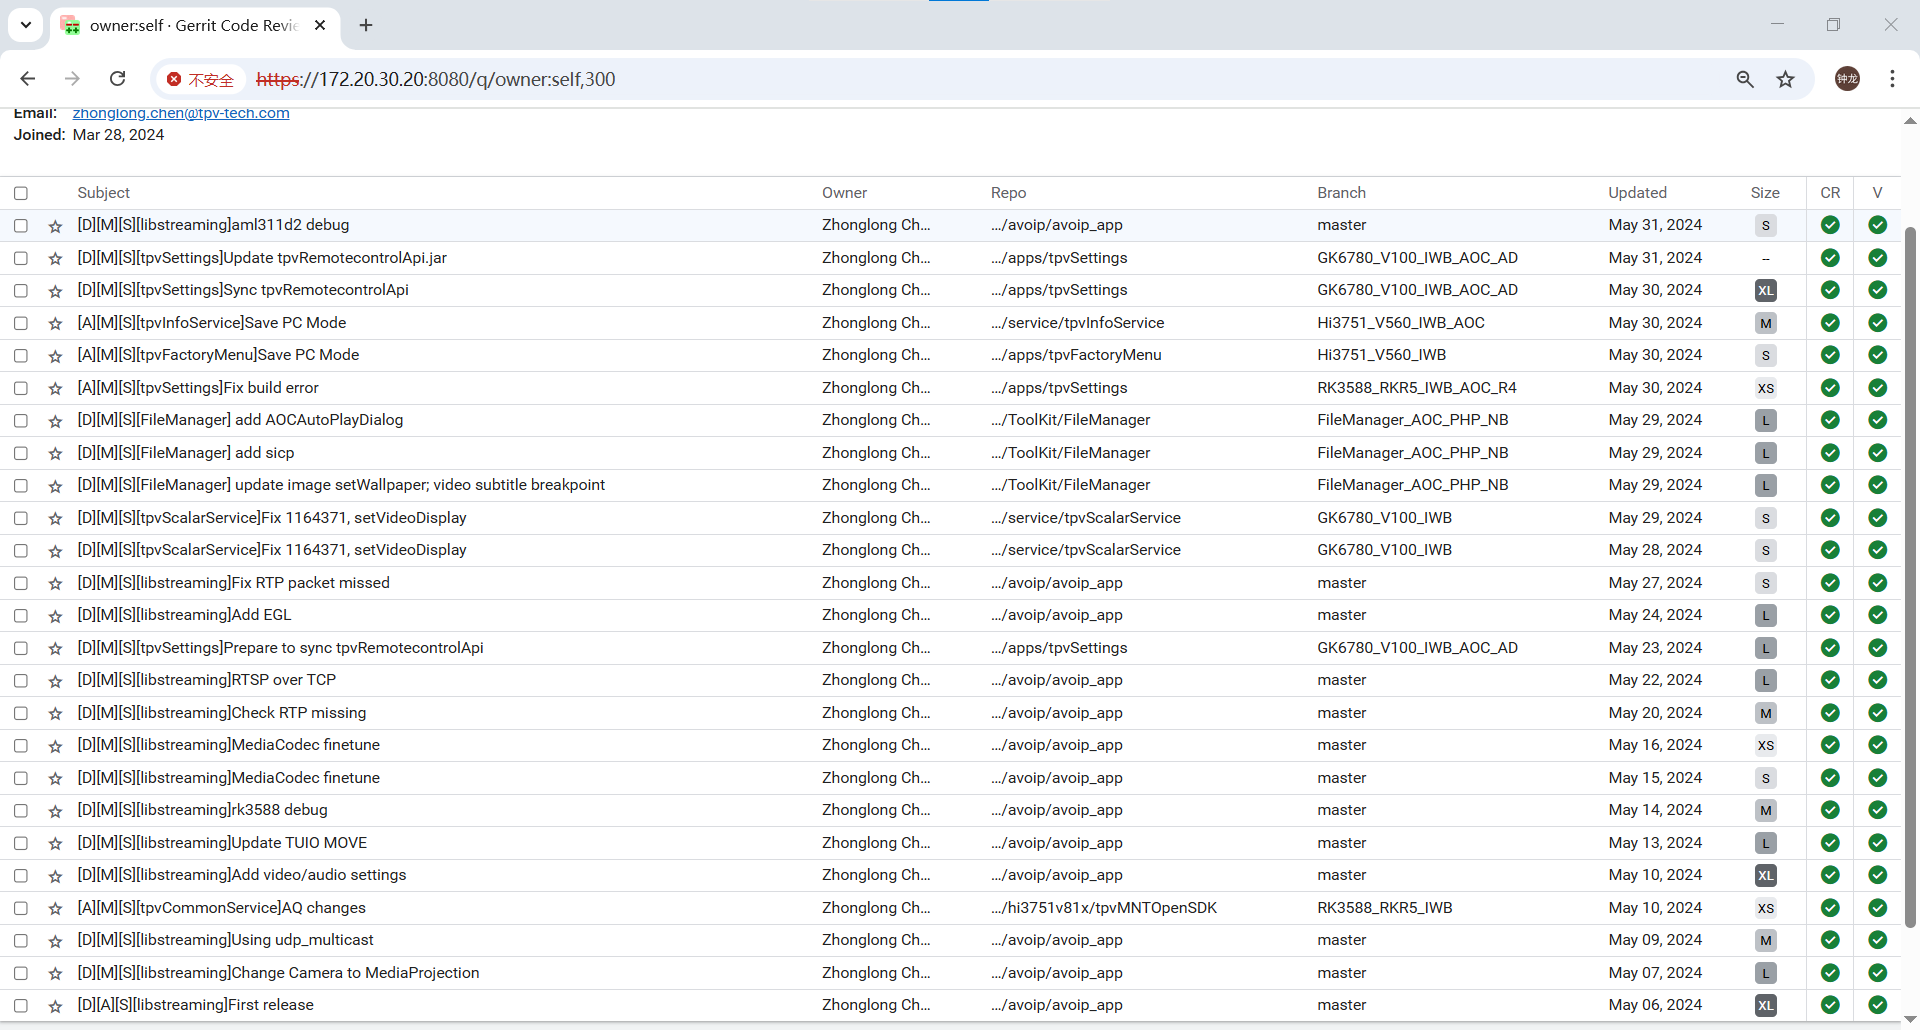 owner:self · Gerrit Code Revie
不安全 https://172.20.30.20:8080/q/owner:self,300 钟龙
Email: zhonglong.chen@tpv-tech.com
Joined: Mar 28, 2024
Subject Owner Repo Branch Updated Size CR V
[D][M][S][libstreaming]aml311d2 debug Zhonglong Ch... .../avoip/avoip_app master May 31, 2024 S
[D][M][S][tpvSettings]Update tpvRemotecontrolApi.jar Zhonglong Ch... .../apps/tpvSettings GK6780_V100_IWB_AOC_AD May 31, 2024 --
[D][M][S][tpvSettings]Sync tpvRemotecontrolApi Zhonglong Ch... .../apps/tpvSettings GK6780_V100_IWB_AOC_AD May 30, 2024 XL
[A][M][S][tpvInfoService]Save PC Mode Zhonglong Ch... .../service/tpvInfoService Hi3751_V560_IWB_AOC May 30, 2024 M
[A][M][S][tpvFactoryMenu]Save PC Mode Zhonglong Ch... .../apps/tpvFactoryMenu Hi3751_V560_IWB May 30, 2024 S
[A][M][S][tpvSettings]Fix build error Zhonglong Ch... .../apps/tpvSettings RK3588_RKR5_IWB_AOC_R4 May 30, 2024 XS
[D][M][S][FileManager] add AOCAutoPlayDialog Zhonglong Ch... .../ToolKit/FileManager FileManager_AOC_PHP_NB May 29, 2024 L
[D][M][S][FileManager] add sicp Zhonglong Ch... .../ToolKit/FileManager FileManager_AOC_PHP_NB May 29, 2024 L
[D][M][S][FileManager] update image setWallpaper; video subtitle breakpoint Zhonglong Ch... .../ToolKit/FileManager FileManager_AOC_PHP_NB May 29, 2024 L
[D][M][S][tpvScalarService]Fix 1164371, setVideoDisplay Zhonglong Ch... .../service/tpvScalarService GK6780_V100_IWB May 29, 2024 S
[D][M][S][tpvScalarService]Fix 1164371, setVideoDisplay Zhonglong Ch... .../service/tpvScalarService GK6780_V100_IWB May 28, 2024 S
[D][M][S][libstreaming]Fix RTP packet missed Zhonglong Ch... .../avoip/avoip_app master May 27, 2024 S
[D][M][S][libstreaming]Add EGL Zhonglong Ch... .../avoip/avoip_app master May 24, 2024 L
[D][M][S][tpvSettings]Prepare to sync tpvRemotecontrolApi Zhonglong Ch... .../apps/tpvSettings GK6780_V100_IWB_AOC_AD May 23, 2024 L
[D][M][S][libstreaming]RTSP over TCP Zhonglong Ch... .../avoip/avoip_app master May 22, 2024 L
[D][M][S][libstreaming]Check RTP missing Zhonglong Ch... .../avoip/avoip_app master May 20, 2024 M
[D][M][S][libstreaming]MediaCodec finetune Zhonglong Ch... .../avoip/avoip_app master May 16, 2024 XS
[D][M][S][libstreaming]MediaCodec finetune Zhonglong Ch... .../avoip/avoip_app master May 15, 2024 S
[D][M][S][libstreaming]rk3588 debug Zhonglong Ch... .../avoip/avoip_app master May 14, 2024 M
[D][M][S][libstreaming]Update TUIO MOVE Zhonglong Ch... .../avoip/avoip_app master May 13, 2024 L
[D][M][S][libstreaming]Add video/audio settings Zhonglong Ch... .../avoip/avoip_app master May 10, 2024 XL
[A][M][S][tpvCommonService]AQ changes Zhonglong Ch... .../hi3751v81x/tpvMNTOpenSDK RK3588_RKR5_IWB May 10, 2024 XS
[D][M][S][libstreaming]Using udp_multicast Zhonglong Ch... .../avoip/avoip_app master May 09, 2024 M
[D][M][S][libstreaming]Change Camera to MediaProjection Zhonglong Ch... .../avoip/avoip_app master May 07, 2024 L
[D][A][S][libstreaming]First release Zhonglong Ch... .../avoip/avoip_app master May 06, 2024 XL